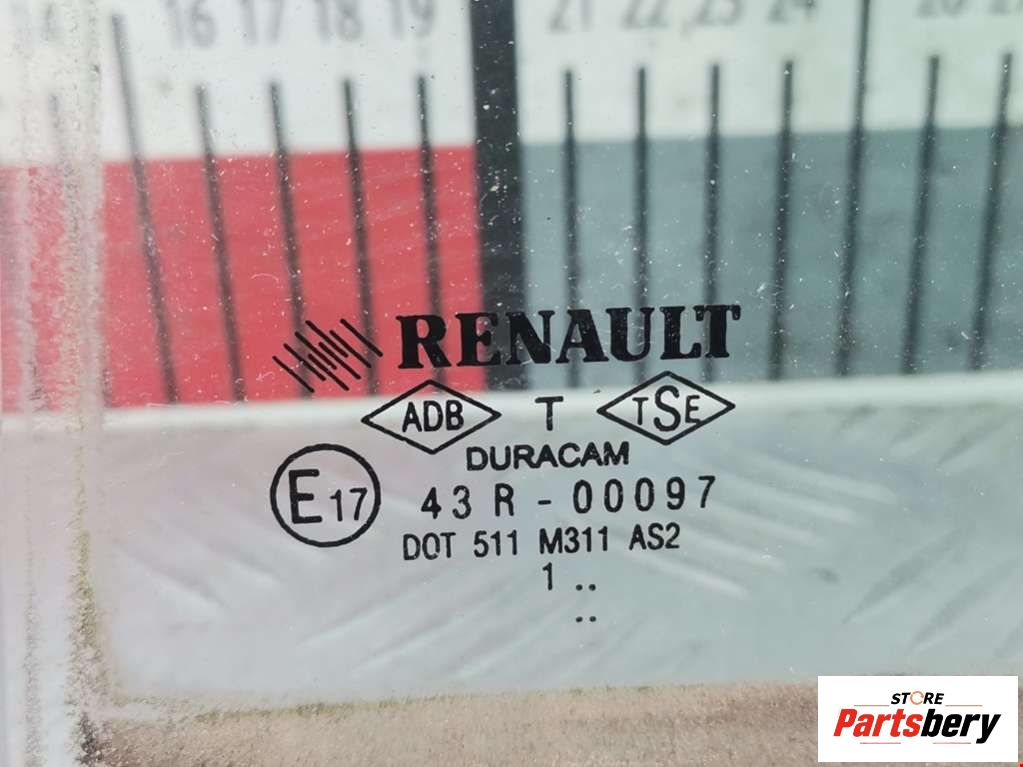 16 17 18 19 21 22 23 24
RENAULT
ADB T TSE
DURACAM
E17 43R-00097
DOT 511 M311 AS2
1 ..
..
STORE
Partsbery